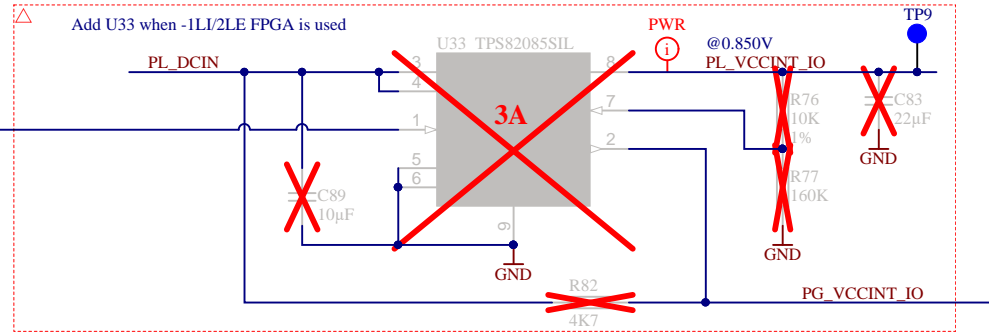 Add U33 when -1LI/2LE FPGA is used
PWR
TP9
U33 TPS82085SIL
i
@0.850V
PL_DCIN
PL_VCCINT_IO
3
8
4
R76
C83
3A
7
10K
22µF
1
1%
2
GND
5
R77
6
160K
C89
10µF
9
GND
GND
R82
PG_VCCINT_IO
4K7